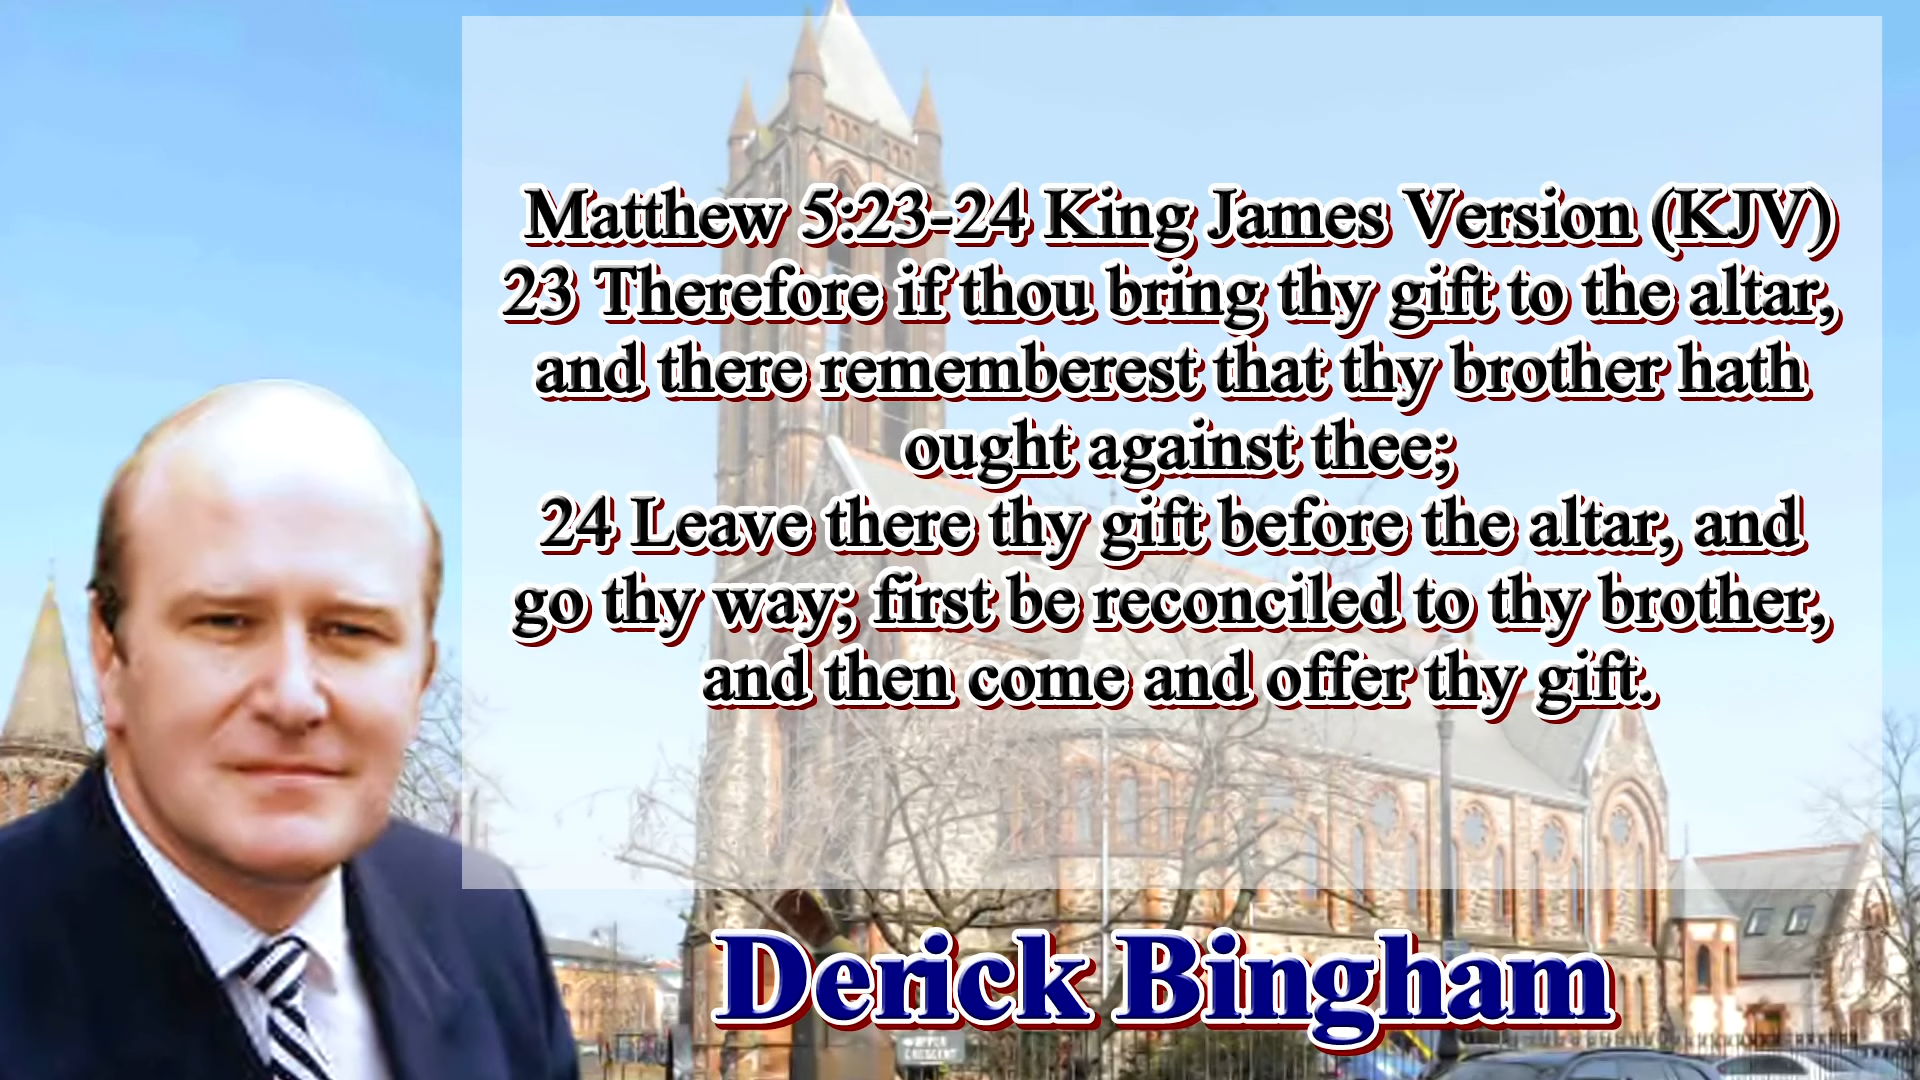 Matthew 5:23-24 King James Version (KJV)
23 Therefore if thou bring thy gift to the altar,
and there rememberest that thy brother hath
ought against thee;
24 Leave there thy gift before the altar, and
go thy way; first be reconciled to thy brother,
and then come and offer thy gift.
Derick Bingham
UPPER
CRESCENT